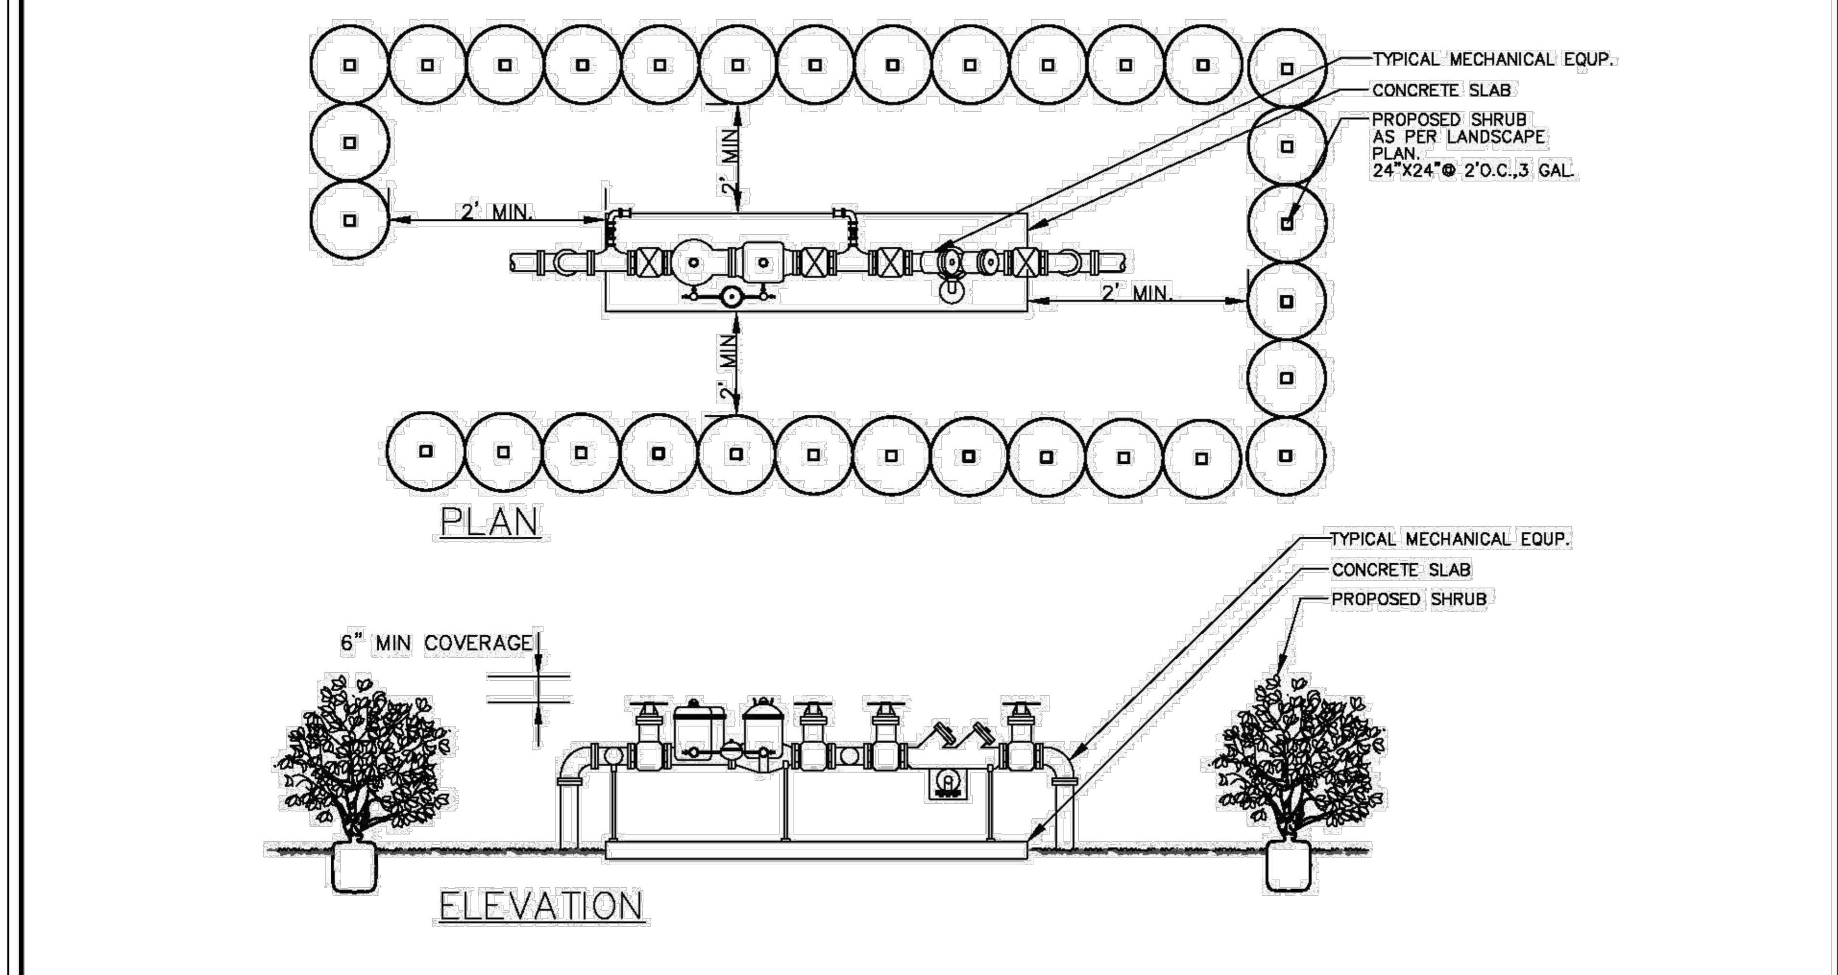 TYPICAL MECHANICAL EQUP.
CONCRETE SLAB
PROPOSED SHRUB
AS PER LANDSCAPE
PLAN.
24"X24"@ 2'O.C.,3 GAL.
2' MIN
2' MIN.
2' MIN.
2' MIN
PLAN
TYPICAL MECHANICAL EQUP.
CONCRETE SLAB
PROPOSED SHRUB
6" MIN COVERAGE
ELEVATION